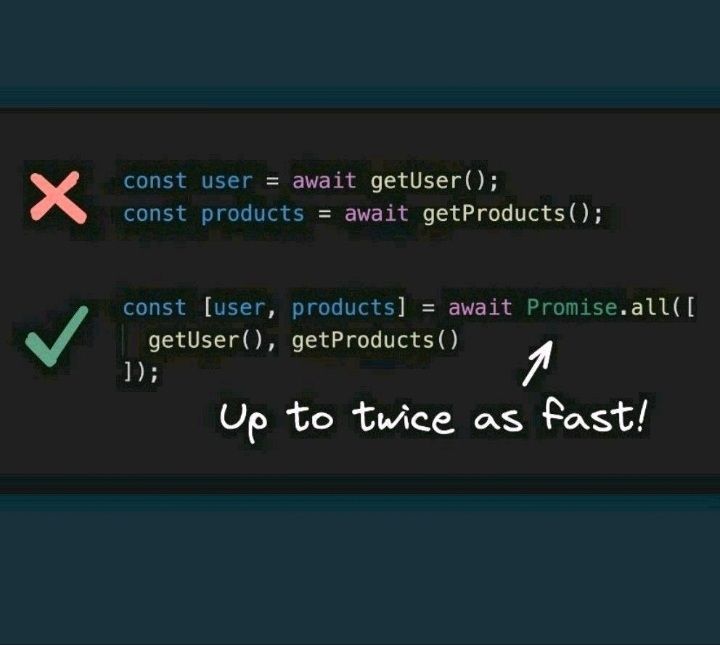 const user = await getUser();
const products = await getProducts();
const [user, products] = await Promise.all([
getUser(), getProducts()
]);
Up to twice as fast!